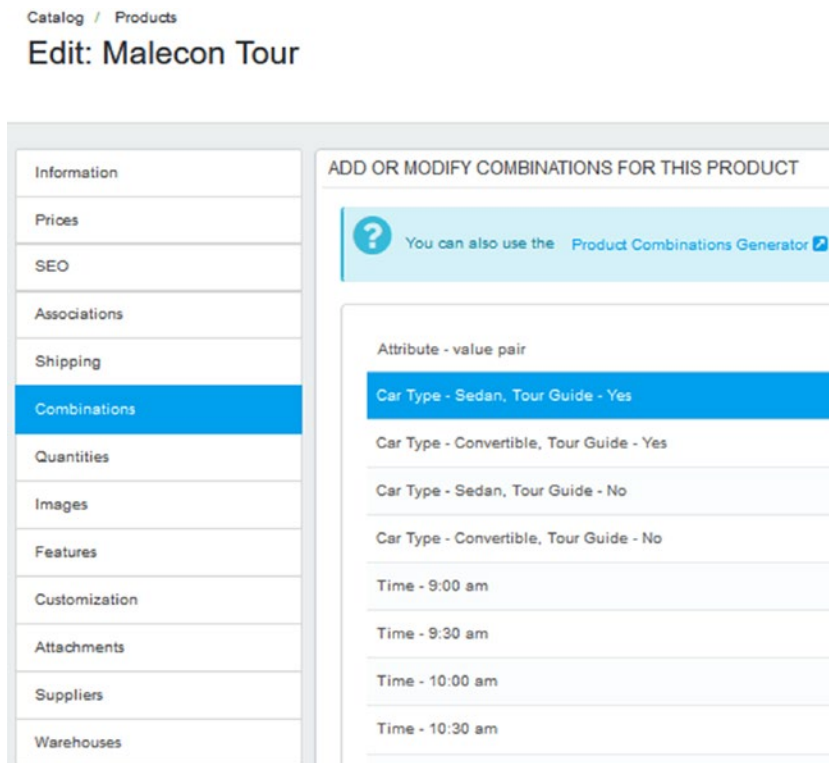 Catalog / Products
Edit: Malecon Tour
Information
Prices
SEO
Associations
Shipping
Combinations
Quantities
Images
Features
Customization
Attachments
Suppliers
Warehouses
ADD OR MODIFY COMBINATIONS FOR THIS PRODUCT
? You can also use the Product Combinations Generator
Attribute - value pair
Car Type - Sedan, Tour Guide - Yes
Car Type - Convertible, Tour Guide - Yes
Car Type - Sedan, Tour Guide - No
Car Type - Convertible, Tour Guide - No
Time - 9:00 am
Time - 9:30 am
Time - 10:00 am
Time - 10:30 am